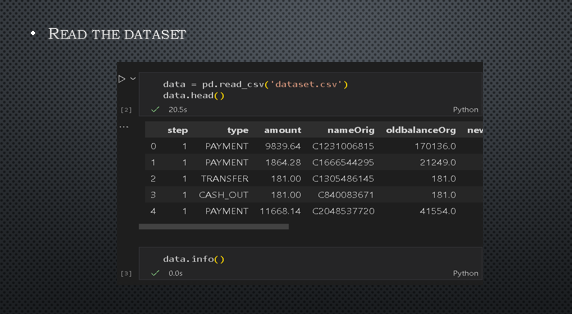 • READ THE DATASET
data = pd.read_csv('dataset.csv')
data.head()
[2] 20.5s Python
...
step type amount nameOrig oldbalanceOrg nev
0 1 PAYMENT 9839.64 C1231006815 170136.0
1 1 PAYMENT 1864.28 C1666544295 21249.0
2 1 TRANSFER 181.00 C1305486145 181.0
3 1 CASH_OUT 181.00 C840083671 181.0
4 1 PAYMENT 11668.14 C2048537720 41554.0
data.info()
[3] 0.0s Python